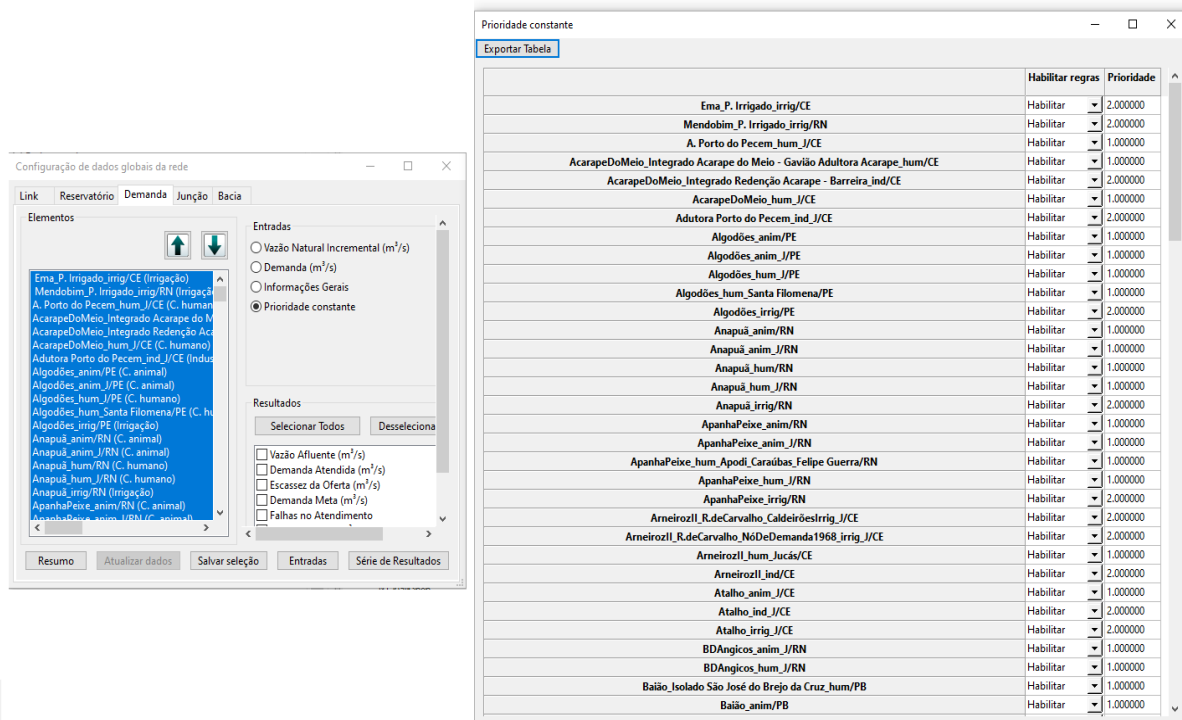 Configuração de dados globais da rede
Link Reservatório Demanda Junção Bacia
Elementos
Ema_P. Irrigado_irrig/CE (Irrigação)
Mendobim_P. Irrigado_irrig/RN (Irrigaçã
A. Porto do Pecem_hum_J/CE (C. human
AcarapeDoMeio_Integrado Acarape do M
AcarapeDoMeio_Integrado Redenção Aca
AcarapeDoMeio_hum_J/CE (C. humano)
Adutora Porto do Pecem_ind_J/CE (Indus
Algodões_anim/PE (C. animal)
Algodões_anim_J/PE (C. animal)
Algodões_hum_J/PE (C. humano)
Algodões_hum_Santa Filomena/PE (C. hu
Algodões_irrig/PE (Irrigação)
Anapuã_anim/RN (C. animal)
Anapuã_anim_J/RN (C. animal)
Anapuã_hum/RN (C. humano)
Anapuã_hum_J/RN (C. humano)
Anapuã_irrig/RN (Irrigação)
ApanhaPeixe_anim/RN (C. animal)
ApanhaPeixe_anim_J/RN (C. animal)
Entradas
Vazão Natural Incremental (m³/s)
Demanda (m³/s)
Informações Gerais
Prioridade constante
Resultados
Selecionar Todos Desseleciona
Vazão Afluente (m³/s)
Demanda Atendida (m³/s)
Escassez da Oferta (m³/s)
Demanda Meta (m³/s)
Falhas no Atendimento
Resumo Atualizar dados Salvar seleção Entradas Série de Resultados
Prioridade constante
Exportar Tabela
Habilitar regras Prioridade
Ema_P. Irrigado_irrig/CE Habilitar 2.000000
Mendobim_P. Irrigado_irrig/RN Habilitar 2.000000
A. Porto do Pecem_hum_J/CE Habilitar 1.000000
AcarapeDoMeio_Integrado Acarape do Meio - Gavião Adultora Acarape_hum/CE Habilitar 1.000000
AcarapeDoMeio_Integrado Redenção Acarape - Barreira_ind/CE Habilitar 2.000000
AcarapeDoMeio_hum_J/CE Habilitar 1.000000
Adutora Porto do Pecem_ind_J/CE Habilitar 2.000000
Algodões_anim/PE Habilitar 1.000000
Algodões_anim_J/PE Habilitar 1.000000
Algodões_hum_J/PE Habilitar 1.000000
Algodões_hum_Santa Filomena/PE Habilitar 1.000000
Algodões_irrig/PE Habilitar 2.000000
Anapuã_anim/RN Habilitar 1.000000
Anapuã_anim_J/RN Habilitar 1.000000
Anapuã_hum/RN Habilitar 1.000000
Anapuã_hum_J/RN Habilitar 1.000000
Anapuã_irrig/RN Habilitar 2.000000
ApanhaPeixe_anim/RN Habilitar 1.000000
ApanhaPeixe_anim_J/RN Habilitar 1.000000
ApanhaPeixe_hum_Apodi_Caraúbas_Felipe Guerra/RN Habilitar 1.000000
ApanhaPeixe_hum_J/RN Habilitar 1.000000
ApanhaPeixe_irrig/RN Habilitar 2.000000
ArneirozII_R.deCarvalho_CaldeirõesIrrig_J/CE Habilitar 2.000000
ArneirozII_R.deCarvalho_NóDeDemanda1968_irrig_J/CE Habilitar 2.000000
ArneirozII_hum_Jucás/CE Habilitar 1.000000
ArneirozII_ind/CE Habilitar 2.000000
Atalho_anim_J/CE Habilitar 1.000000
Atalho_ind_J/CE Habilitar 2.000000
Atalho_irrig_J/CE Habilitar 2.000000
BDAngicos_anim_J/RN Habilitar 1.000000
BDAngicos_hum_J/RN Habilitar 1.000000
Baião_Isolado São José do Brejo da Cruz_hum/PB Habilitar 1.000000
Baião_anim/PB Habilitar 1.000000